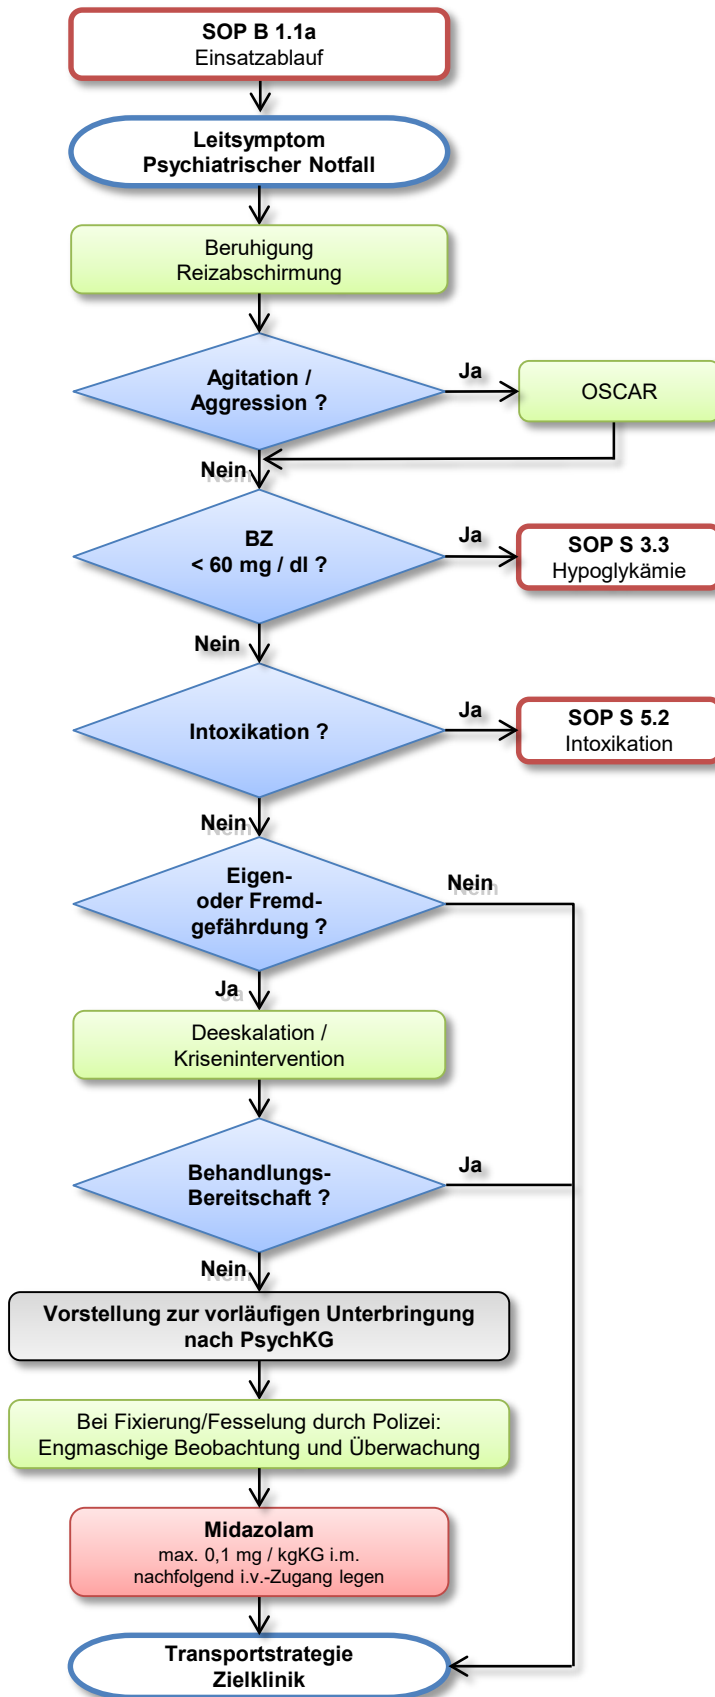 SOP B 1.1a
Einsatzablauf
Leitsymptom
Psychiatrischer Notfall
Beruhigung
Reizabschirmung
Agitation /
Aggression ?
Ja
OSCAR
Nein
BZ
< 60 mg / dl ?
Ja
SOP S 3.3
Hypoglykämie
Nein
Intoxikation ?
Ja
SOP S 5.2
Intoxikation
Nein
Eigen-
oder Fremd-
gefährdung ?
Nein
Ja
Deeskalation /
Krisenintervention
Behandlungs-
Bereitschaft ?
Ja
Nein
Vorstellung zur vorläufigen Unterbringung
nach PsychKG
Bei Fixierung/Fesselung durch Polizei:
Engmaschige Beobachtung und Überwachung
Midazolam
max. 0,1 mg / kgKG i.m.
nachfolgend i.v.-Zugang legen
Transportstrategie
Zielklinik